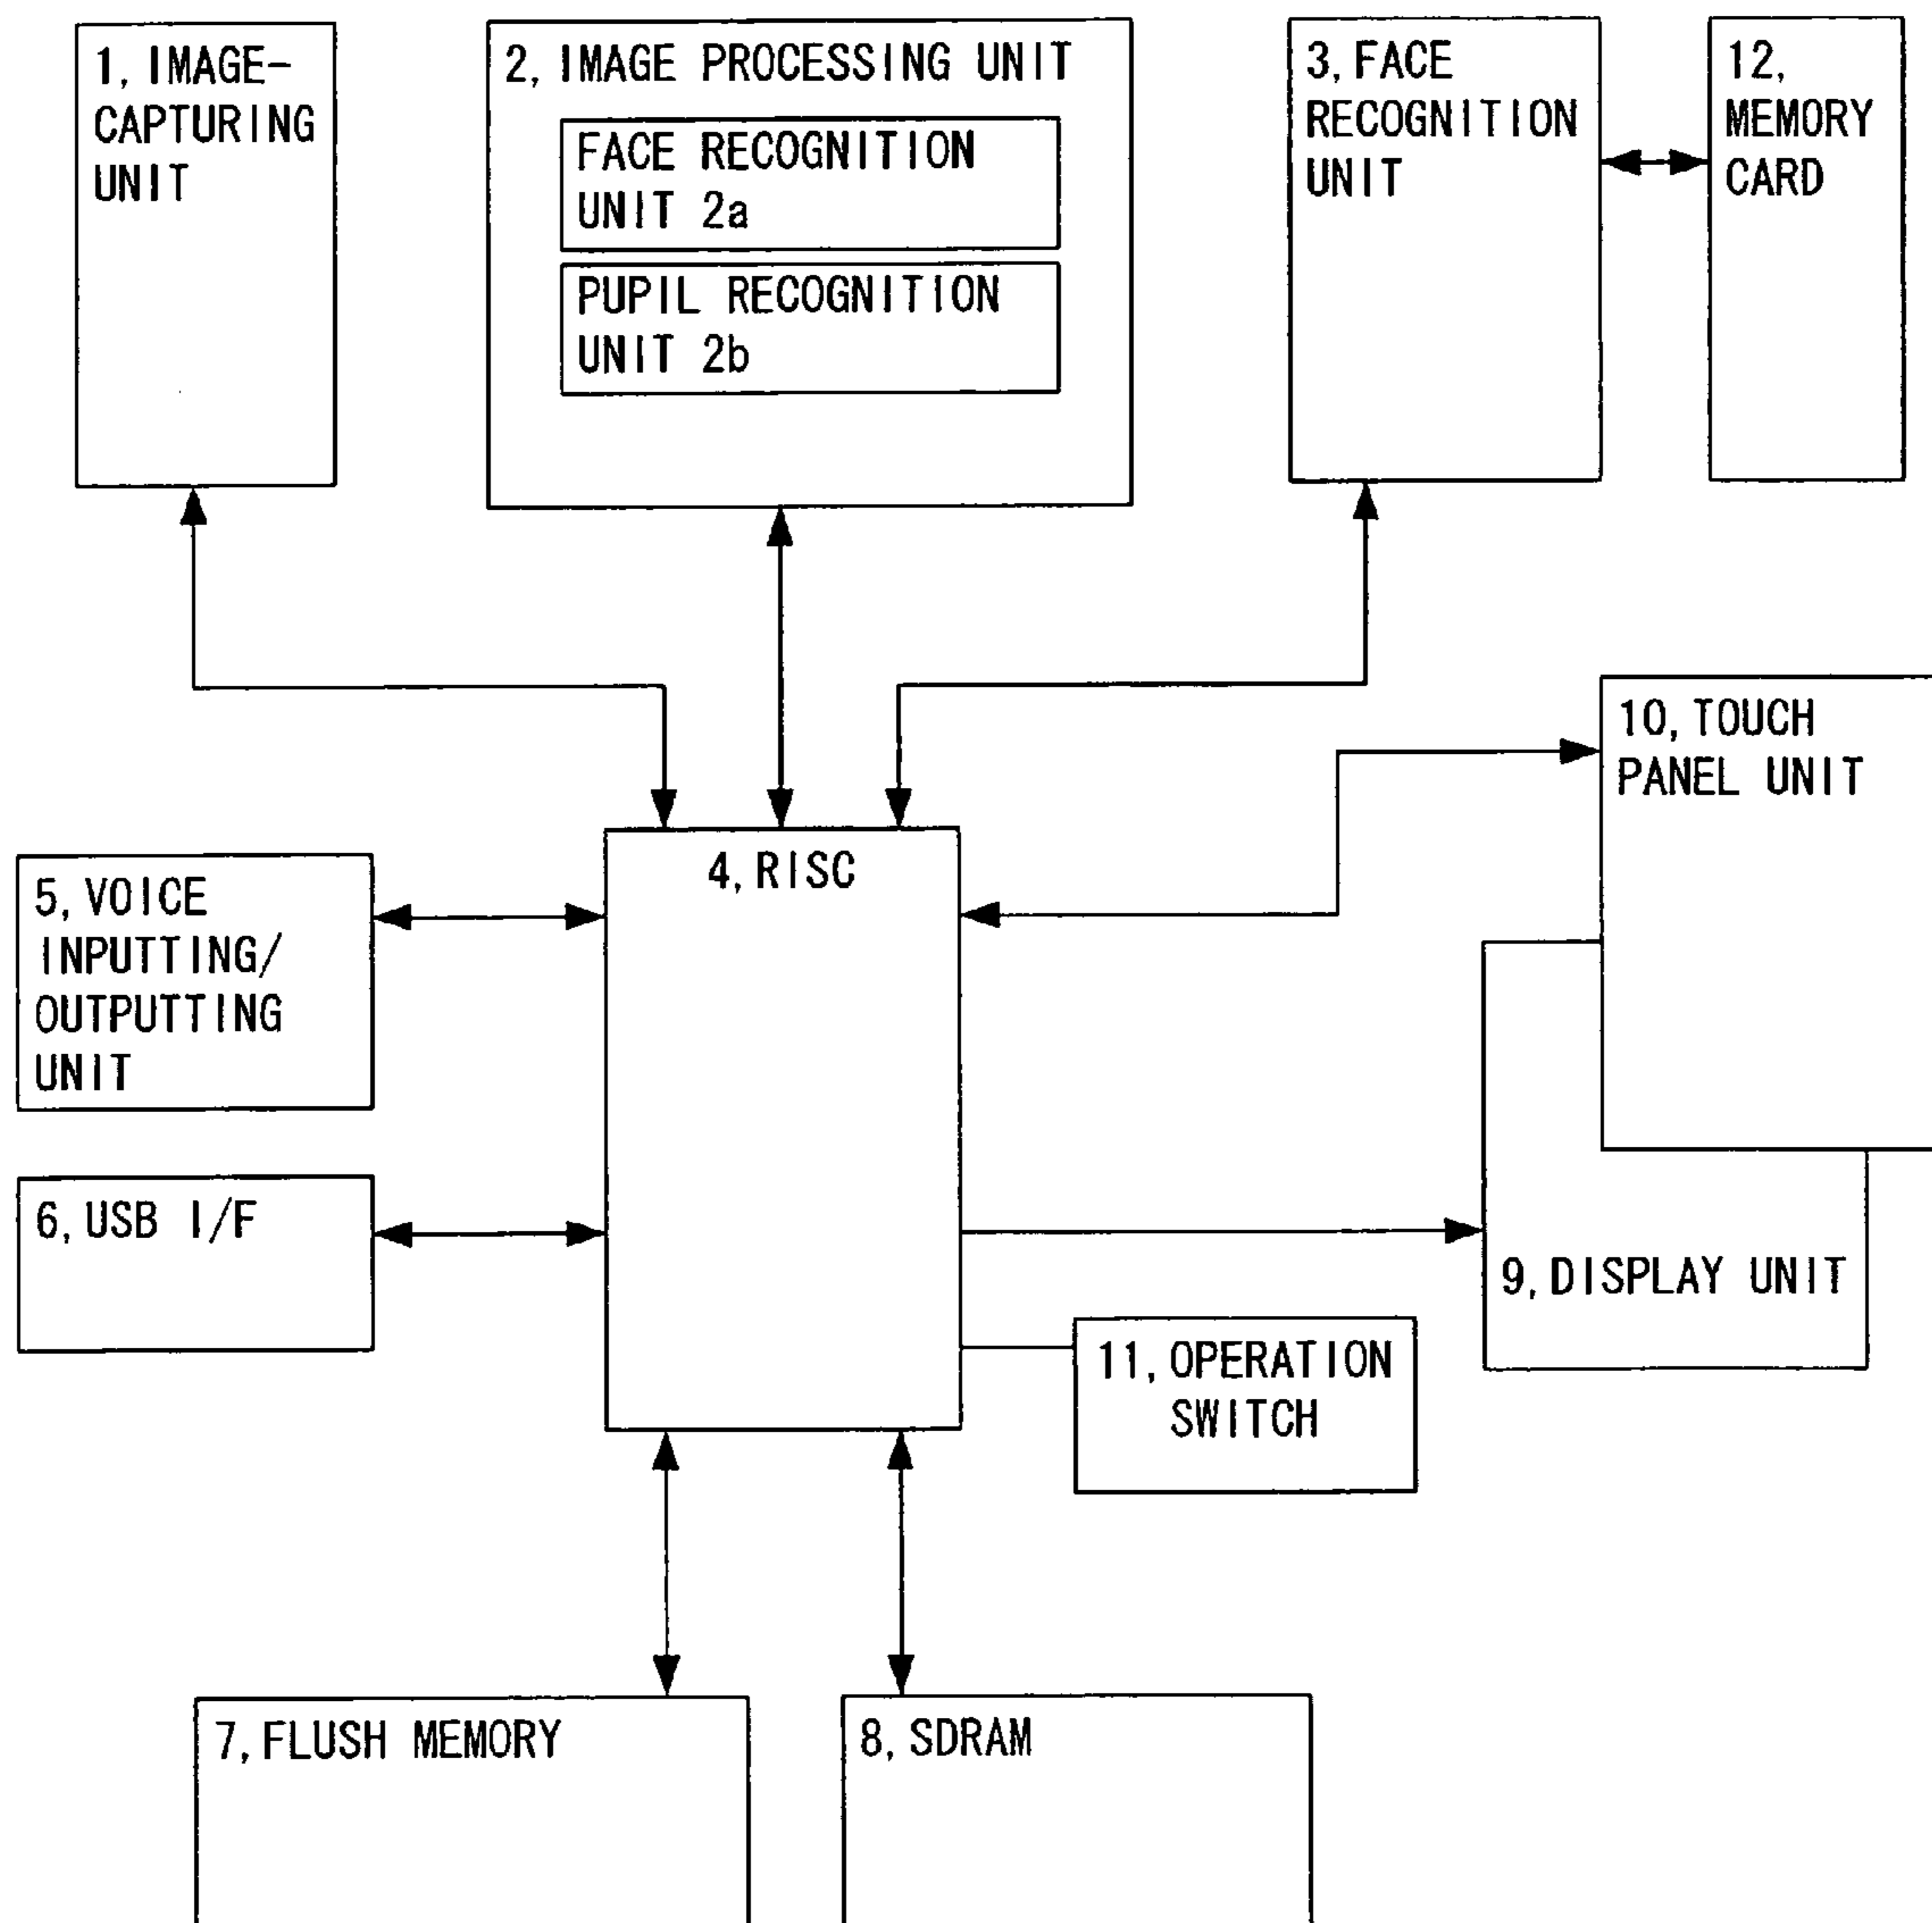 1, IMAGE-
CAPTURING
UNIT
2, IMAGE PROCESSING UNIT
FACE RECOGNITION
UNIT 2a
PUPIL RECOGNITION
UNIT 2b
3, FACE
RECOGNITION
UNIT
12,
MEMORY
CARD
10, TOUCH
PANEL UNIT
4, RISC
5, VOICE
INPUTTING/
OUTPUTTING
UNIT
6, USB I/F
9, DISPLAY UNIT
11, OPERATION
SWITCH
7, FLUSH MEMORY
8, SDRAM